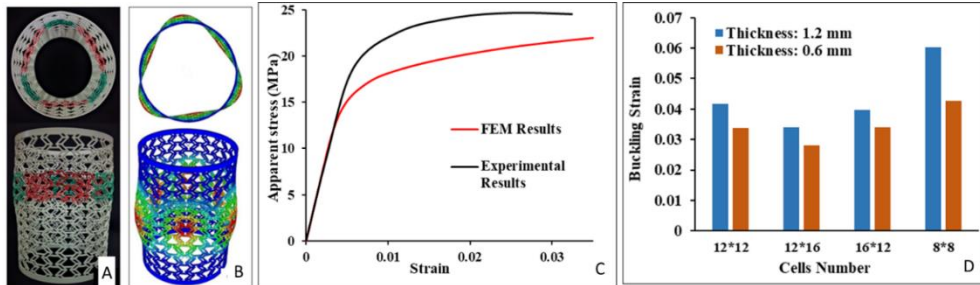 A
B
Apparent stress (MPa)
25
20
15
10
5
0
0
0.01
0.02
0.03
Strain
FEM Results
Experimental
Results
C
Buckling Strain
0.07
0.06
0.05
0.04
0.03
0.02
0.01
0
Thickness: 1.2 mm
Thickness: 0.6 mm
12*12
12*16
16*12
8*8
Cells Number
D